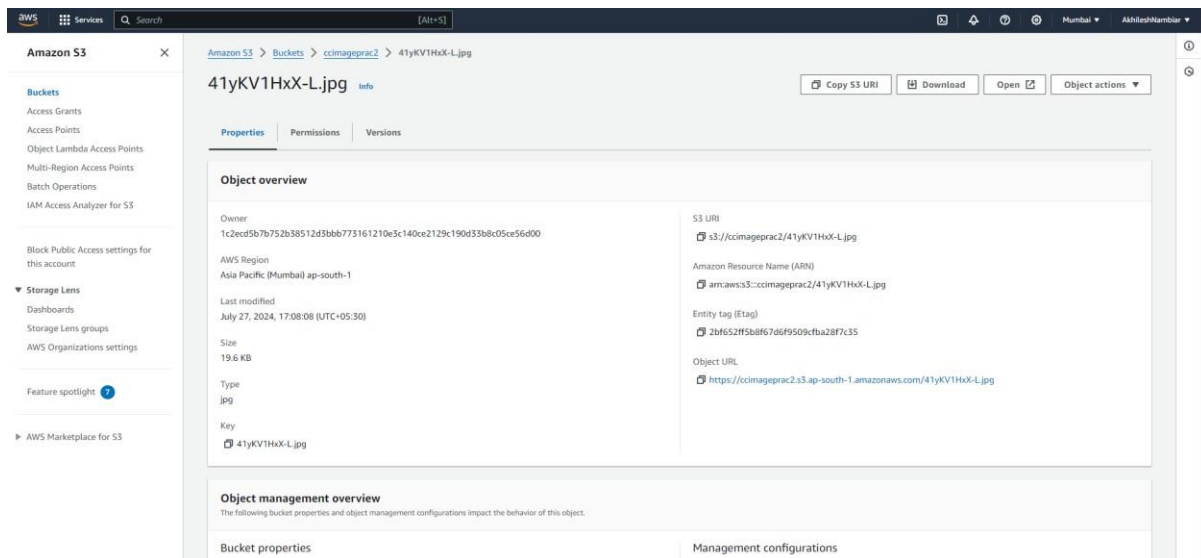 aws
Services
Search
[Alt+S]
Mumbai ▼
AkhileshNambiar ▼
Amazon S3
Buckets
Access Grants
Access Points
Object Lambda Access Points
Multi-Region Access Points
Batch Operations
IAM Access Analyzer for S3
Block Public Access settings for
this account
▼ Storage Lens
Dashboards
Storage Lens groups
AWS Organizations settings
Feature spotlight 7
▶ AWS Marketplace for S3
Amazon S3 > Buckets > ccimageprac2 > 41yKV1HxX-L.jpg
41yKV1HxX-L.jpg Info
Copy S3 URI
Download
Open
Object actions ▼
Properties
Permissions
Versions
Object overview
Owner
1c2ecd5b7b752b38512d3bbb773161210e3c140ce2129c190d33b8c05ce56d00
AWS Region
Asia Pacific (Mumbai) ap-south-1
Last modified
July 27, 2024, 17:08:08 (UTC+05:30)
Size
19.6 KB
Type
jpg
Key
41yKV1HxX-L.jpg
S3 URI
s3://ccimageprac2/41yKV1HxX-L.jpg
Amazon Resource Name (ARN)
arn:aws:s3:::ccimageprac2/41yKV1HxX-L.jpg
Entity tag (Etag)
2bf652ff5b8f67d6f9509cfba28f7c35
Object URL
https://ccimageprac2.s3.ap-south-1.amazonaws.com/41yKV1HxX-L.jpg
Object management overview
The following bucket properties and object management configurations impact the behavior of this object.
Bucket properties
Management configurations